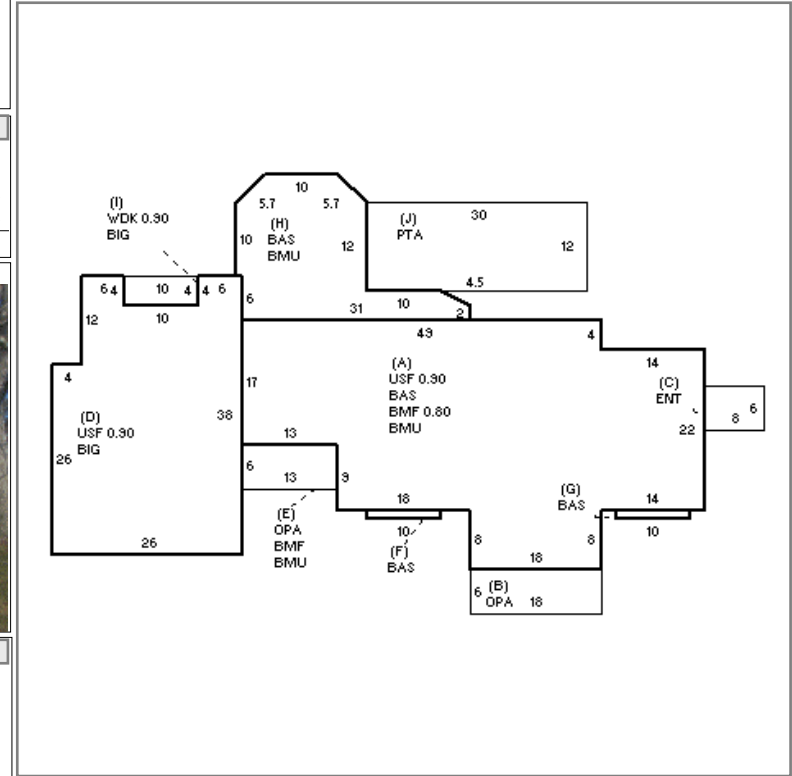 10
5.7 5.7
(I)
WDK 0.90
BIG
(H)
BAS
BMU
10
12
(J)
PTA
30
12
4.5
6 4 10 4 4 6
10
6
31 10 2
12
49
4
14
4
(A)
USF 0.90
BAS
BMF 0.80
BMU
17
(C)
ENT
8 6
22
(D)
USF 0.90
BIG
38
26
13
6
13
9
18
(G)
BAS
14
10
(E)
OPA
BMF
BMU
10
(F)
BAS
8
8
18
26
6 (B)
OPA 18